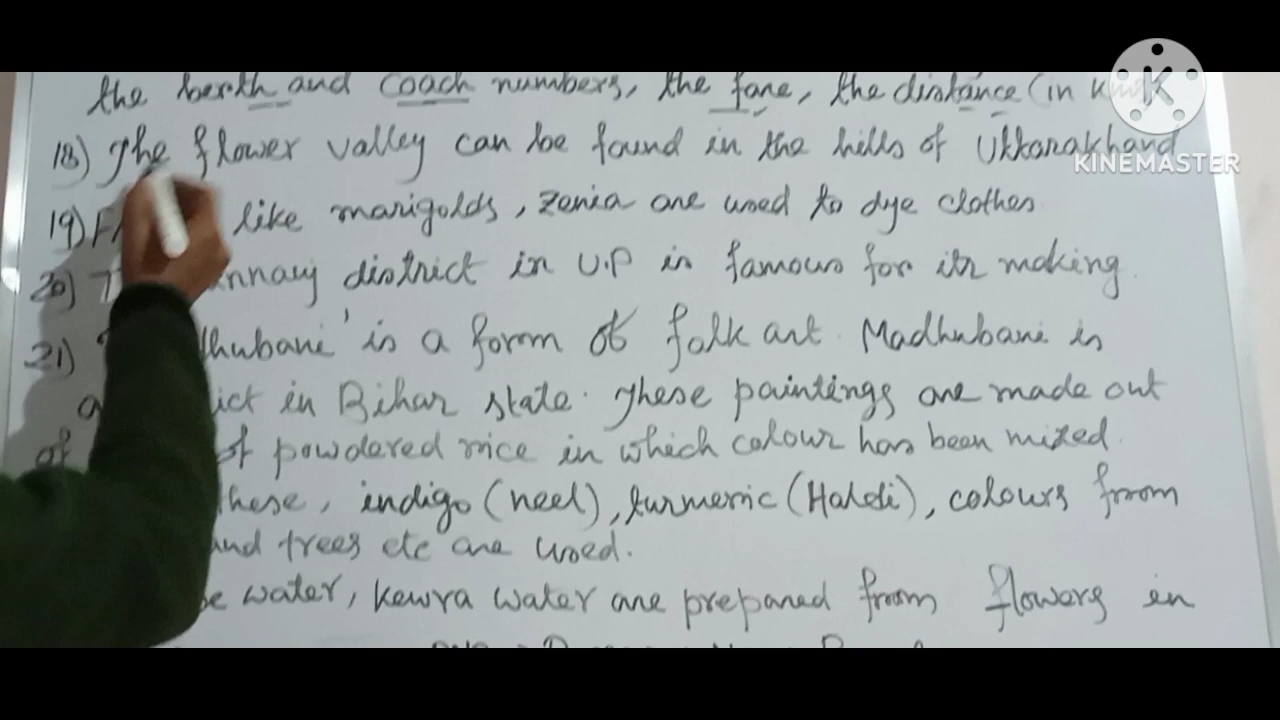 the berth and coach numbers, the fare, the distance (in
18) The flower valley can be found in the hills of Uttarakhand
19) like marigolds, zenia are used to dye clothes
20) district in U.P is famous for itr making.
21) is a form of folk art. Madhubani is
in Bihar state. These paintings are made out
of of powdered rice in which colour has been mixed.
these, indigo (neel), turmeric (Haldi), colours from
and trees etc are used.
water, Kewra water are prepared from flowers in
K
KINEMASTER